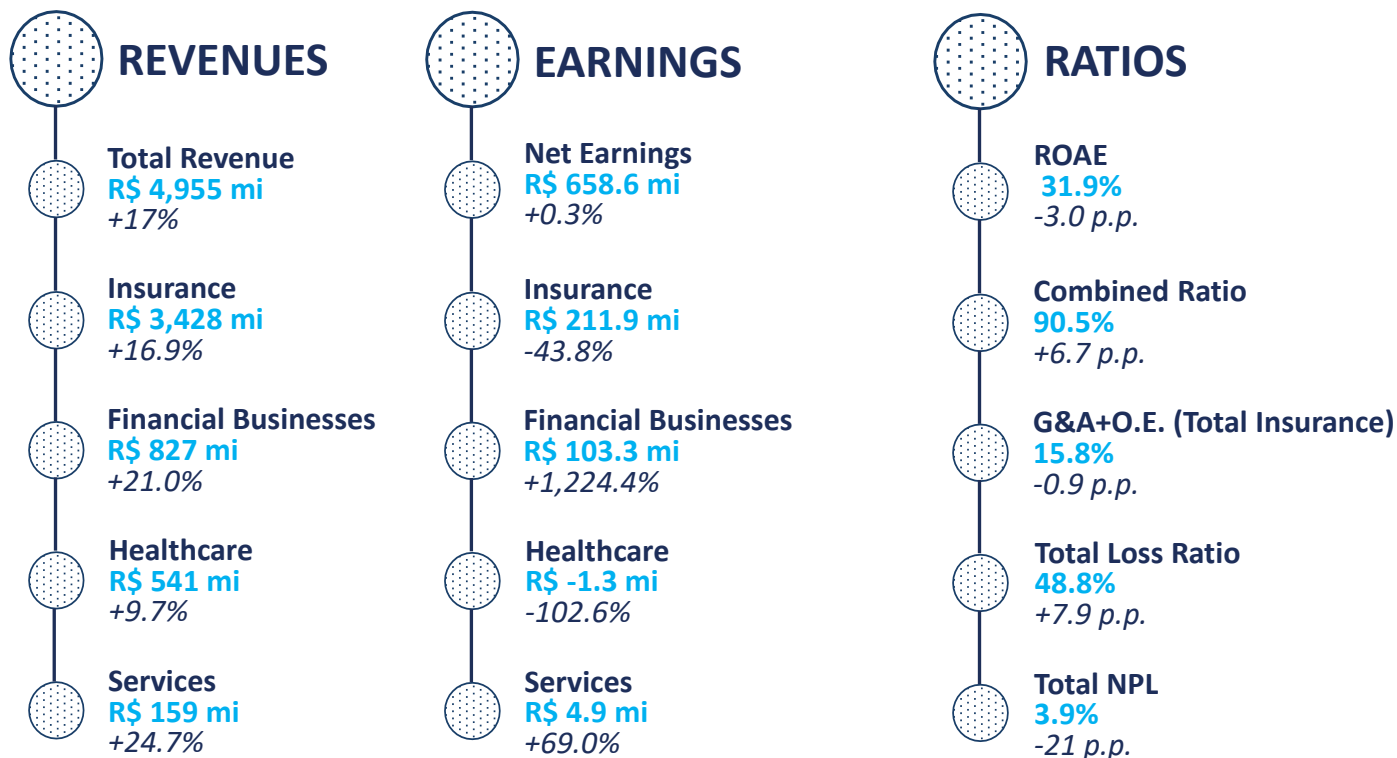 REVENUES
Total Revenue
R$ 4,955 mi
+17%
Insurance
R$ 3,428 mi
+16.9%
Financial Businesses
R$ 827 mi
+21.0%
Healthcare
R$ 541 mi
+9.7%
Services
R$ 159 mi
+24.7%
EARNINGS
Net Earnings
R$ 658.6 mi
+0.3%
Insurance
R$ 211.9 mi
-43.8%
Financial Businesses
R$ 103.3 mi
+1,224.4%
Healthcare
R$ -1.3 mi
-102.6%
Services
R$ 4.9 mi
+69.0%
RATIOS
ROAE
31.9%
-3.0 p.p.
Combined Ratio
90.5%
+6.7 p.p.
G&A+O.E. (Total Insurance)
15.8%
-0.9 p.p.
Total Loss Ratio
48.8%
+7.9 p.p.
Total NPL
3.9%
-21 p.p.